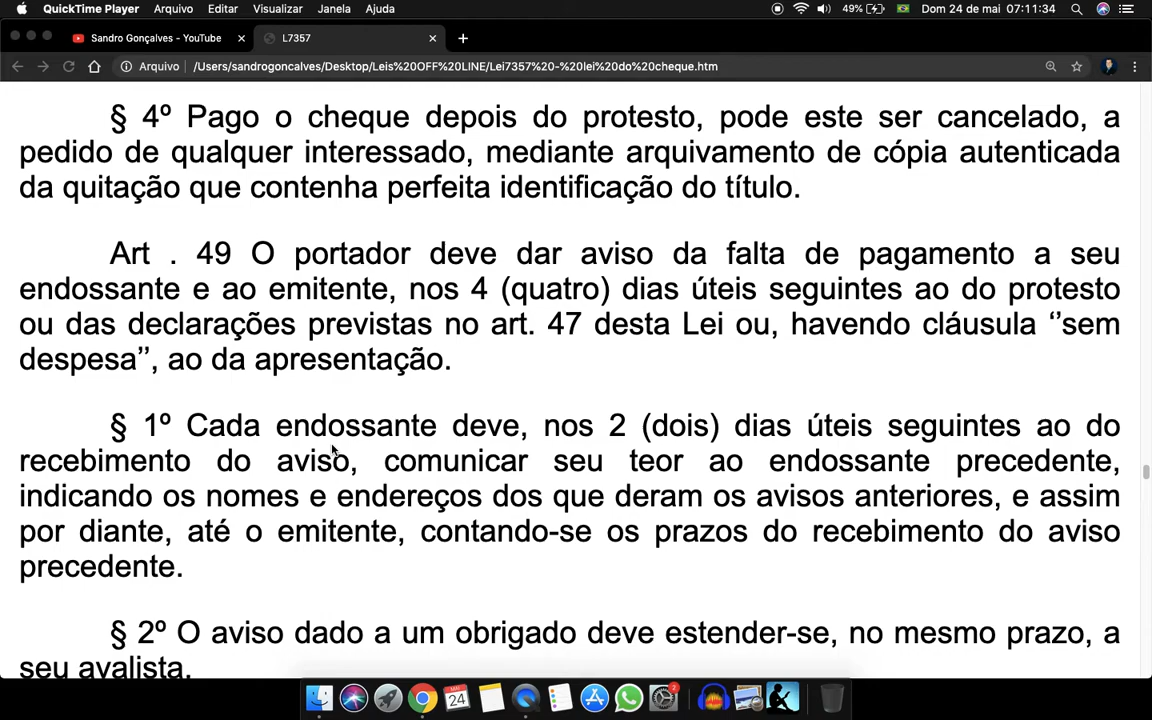 QuickTime Player Arquivo Editar Visualizar Janela Ajuda 49% Dom 24 de mai 07:11:34
Sandro Gonçalves - YouTube L7357
Arquivo /Users/sandrogoncalves/Desktop/Leis%20OFF%20LINE/Lei7357%20-%20lei%20do%20cheque.htm
§ 4º Pago o cheque depois do protesto, pode este ser cancelado, a
pedido de qualquer interessado, mediante arquivamento de cópia autenticada
da quitação que contenha perfeita identificação do título.
Art . 49 O portador deve dar aviso da falta de pagamento a seu
endossante e ao emitente, nos 4 (quatro) dias úteis seguintes ao do protesto
ou das declarações previstas no art. 47 desta Lei ou, havendo cláusula ‘’sem
despesa’’, ao da apresentação.
§ 1º Cada endossante deve, nos 2 (dois) dias úteis seguintes ao do
recebimento do aviso, comunicar seu teor ao endossante precedente,
indicando os nomes e endereços dos que deram os avisos anteriores, e assim
por diante, até o emitente, contando-se os prazos do recebimento do aviso
precedente.
§ 2º O aviso dado a um obrigado deve estender-se, no mesmo prazo, a
seu avalista.
MAI
24
2